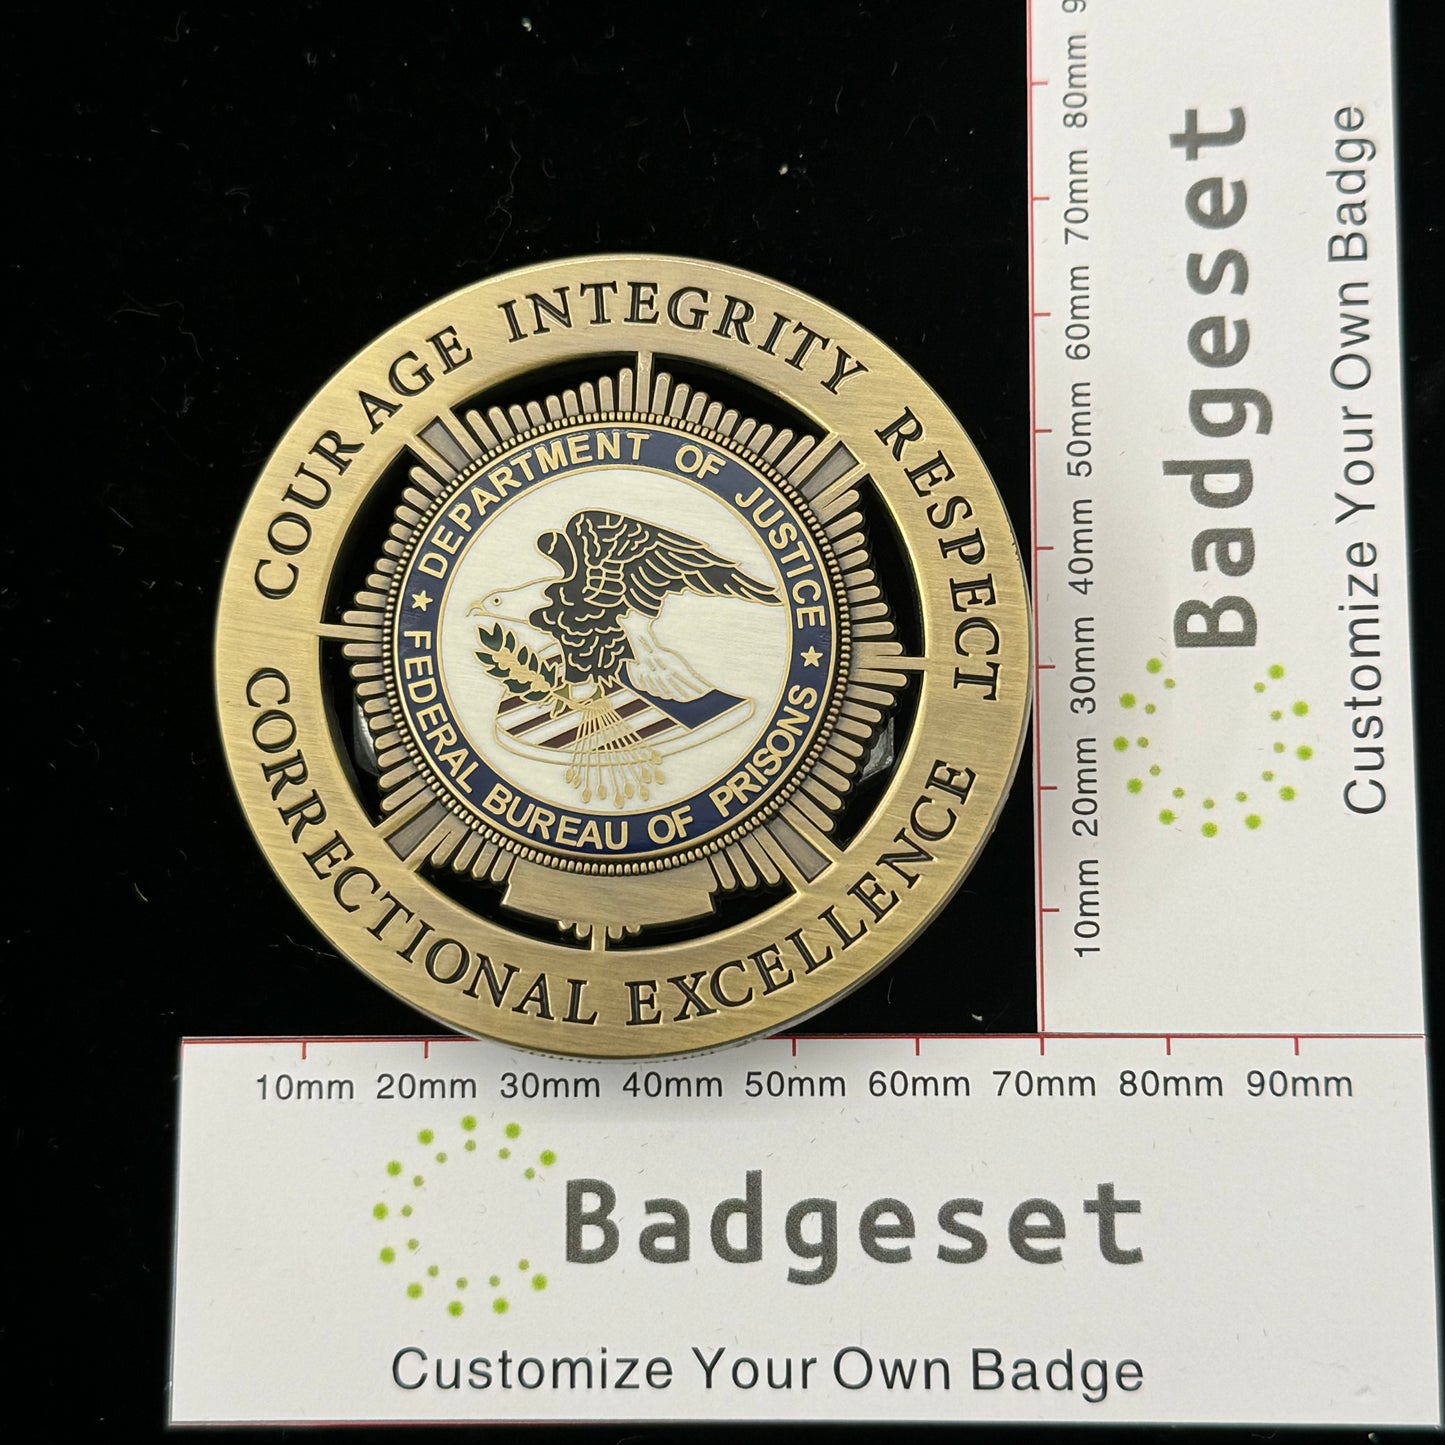 COURAGE INTEGRITY RESPECT
CORRECTIONAL EXCELLENCE
DEPARTMENT OF JUSTICE
★ FEDERAL BUREAU OF PRISONS ★
9
80mm
70mm
60mm
50mm
40mm
30mm
20mm
10mm
Badgeset
Customize Your Own Badge
10mm 20mm 30mm 40mm 50mm 60mm 70mm 80mm 90mm
Badgeset
Customize Your Own Badge